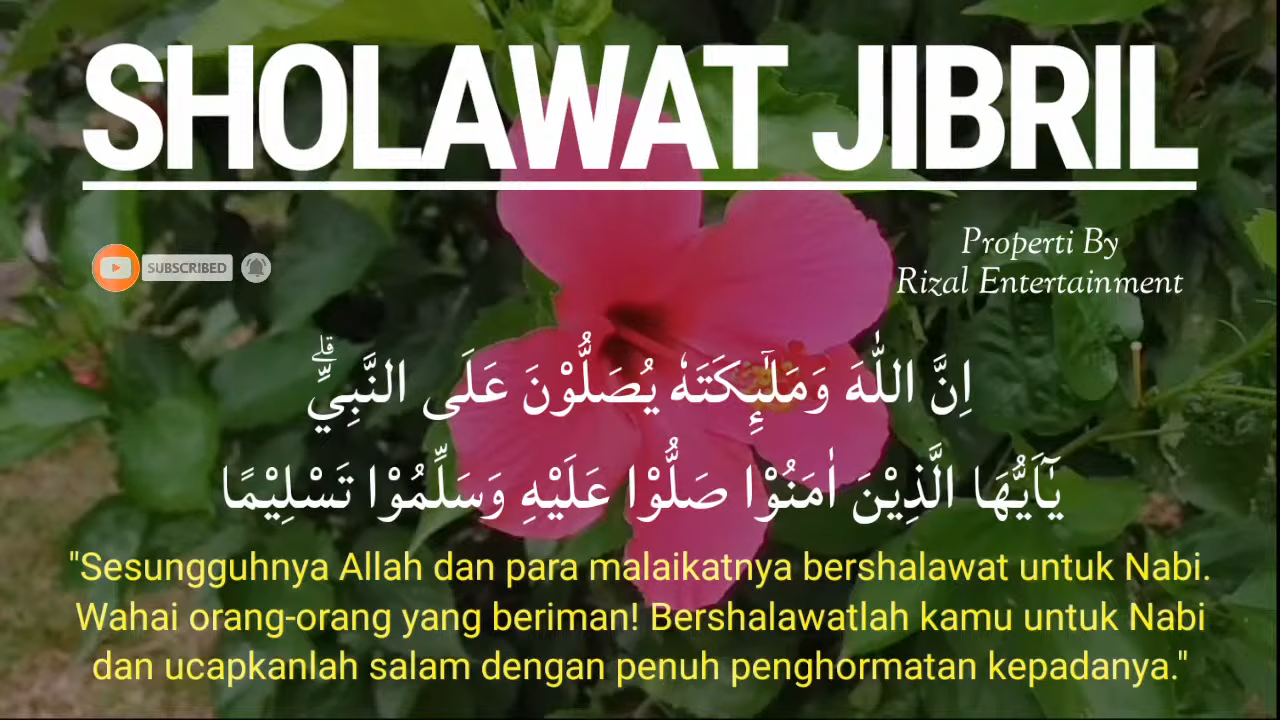 SHOLAWAT JIBRIL
SUBSCRIBED
Properti By
Rizal Entertainment
اِنَّ اللّٰهَ وَمَلٰۤىِٕكَتَهٗ يُصَلُّوْنَ عَلَى النَّبِيِّۗ
يٰٓاَيُّهَا الَّذِيْنَ اٰمَنُوْا صَلُّوْا عَلَيْهِ وَسَلِّمُوْا تَسْلِيْمًا
"Sesungguhnya Allah dan para malaikatnya bershalawat untuk Nabi.
Wahai orang-orang yang beriman! Bershalawatlah kamu untuk Nabi
dan ucapkanlah salam dengan penuh penghormatan kepadanya."